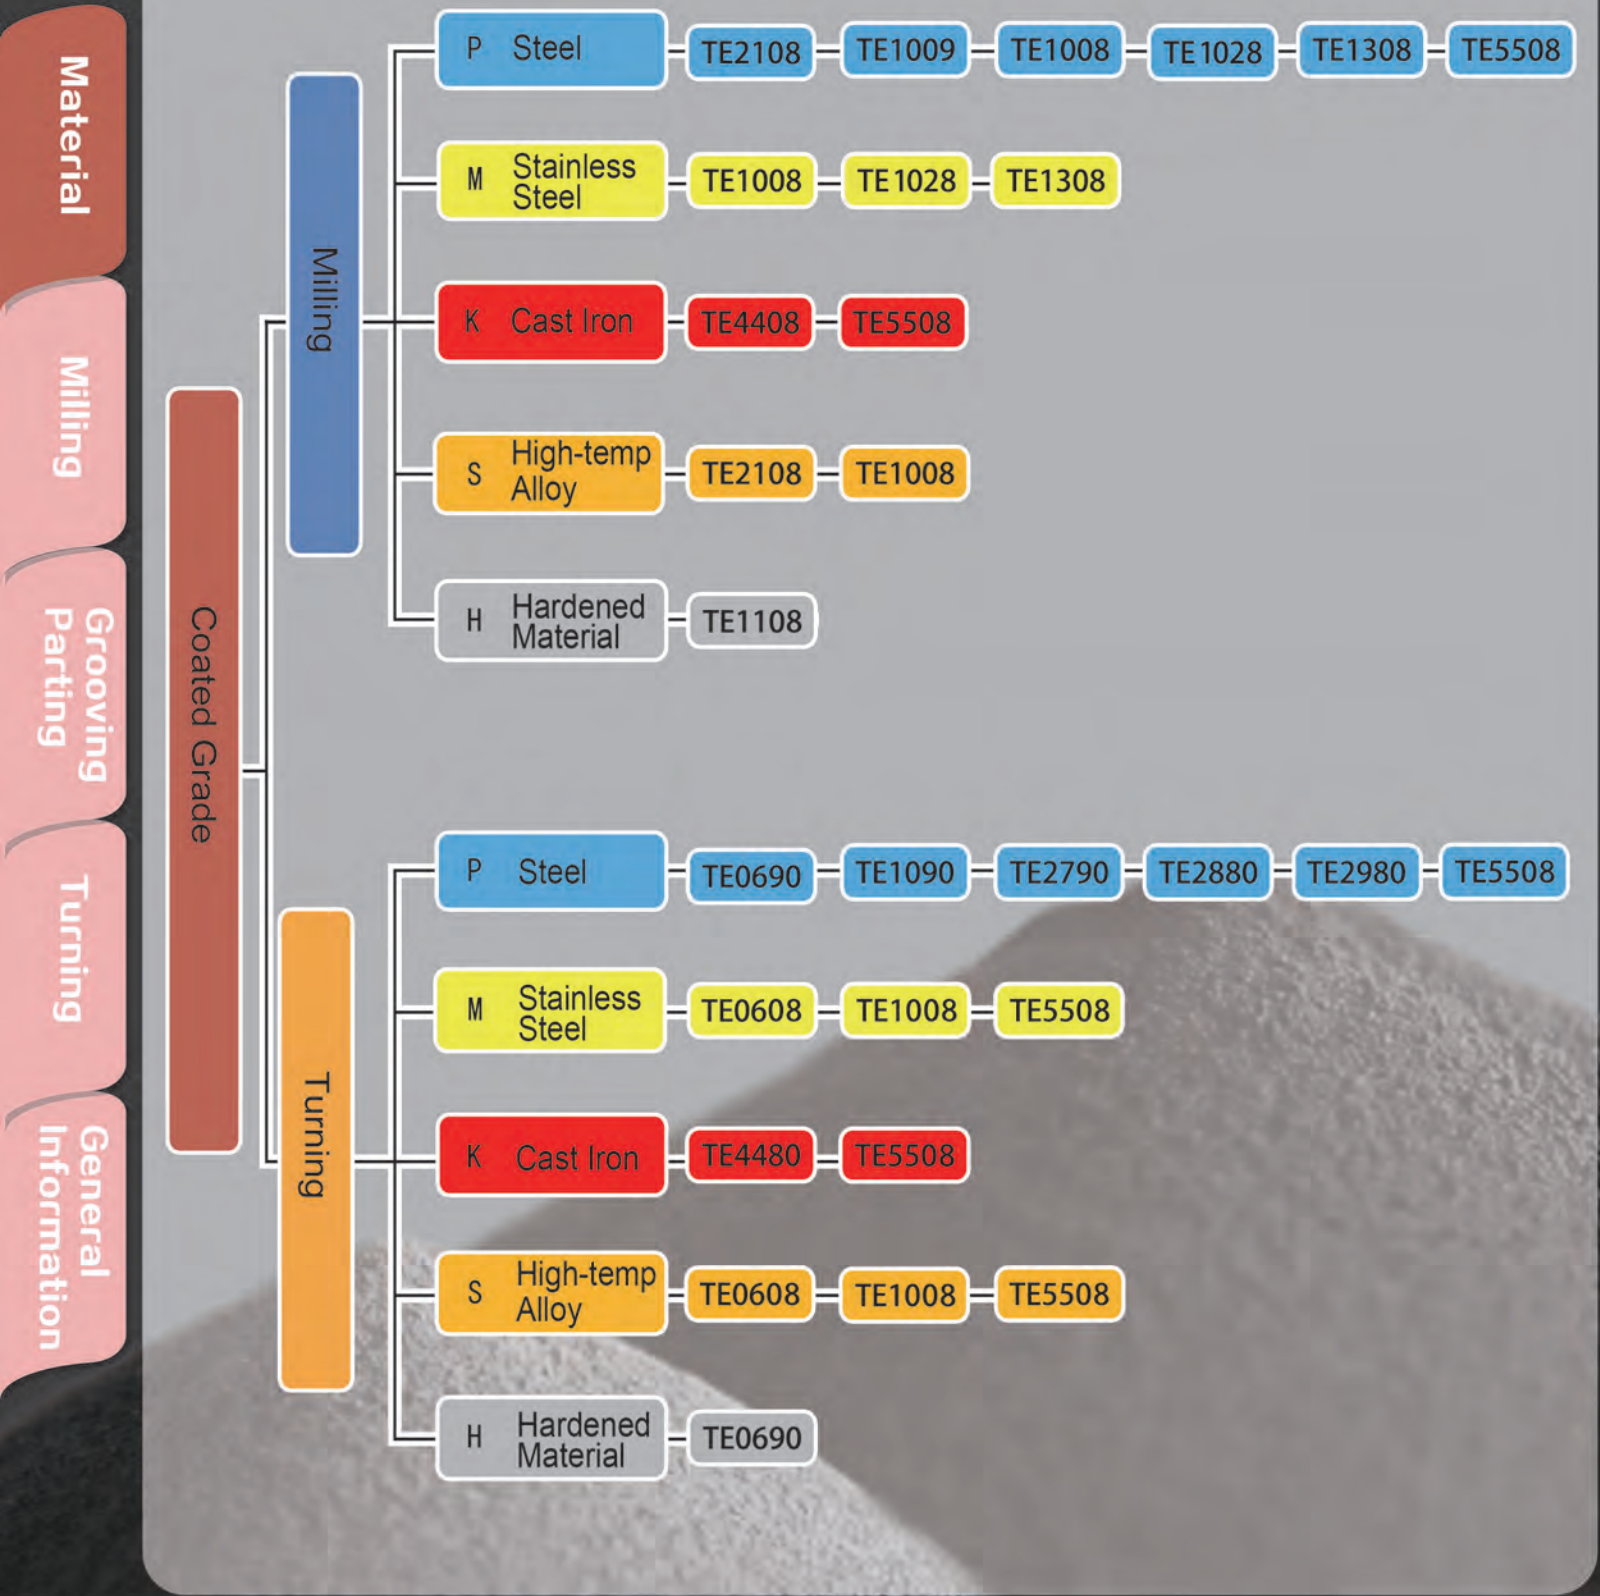 Material
Milling
Grooving
Parting
Turning
General
Information
Coated Grade
Milling
P Steel TE2108 TE1009 TE1008 TE1028 TE1308 TE5508
M Stainless
Steel TE1008 TE1028 TE1308
K Cast Iron TE4408 TE5508
S High-temp
Alloy TE2108 TE1008
H Hardened
Material TE1108
Turning
P Steel TE0690 TE1090 TE2790 TE2880 TE2980 TE5508
M Stainless
Steel TE0608 TE1008 TE5508
K Cast Iron TE4480 TE5508
S High-temp
Alloy TE0608 TE1008 TE5508
H Hardened
Material TE0690